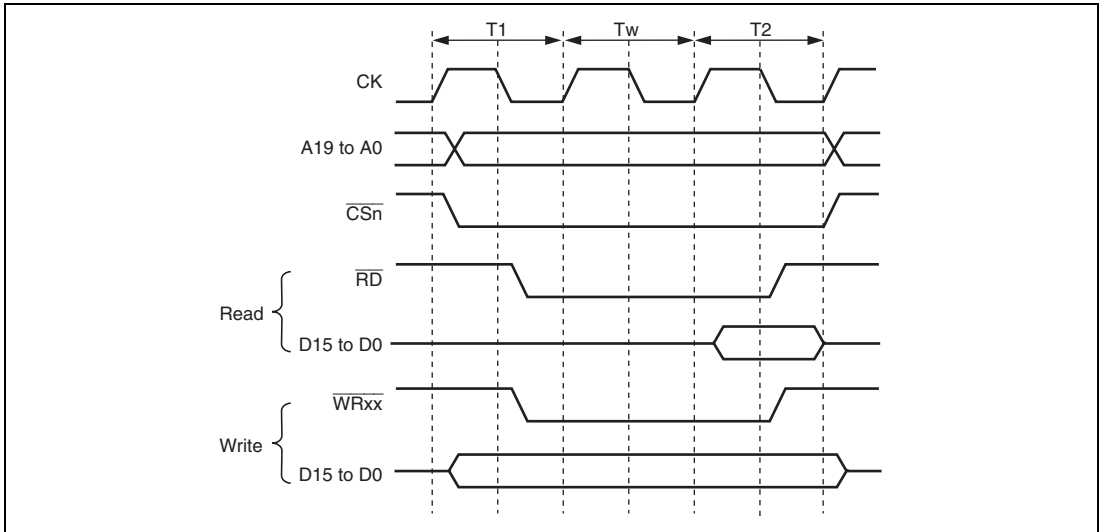 T1 Tw T2
CK
A19 to A0
CSn
RD
Read
D15 to D0
WRxx
Write
D15 to D0